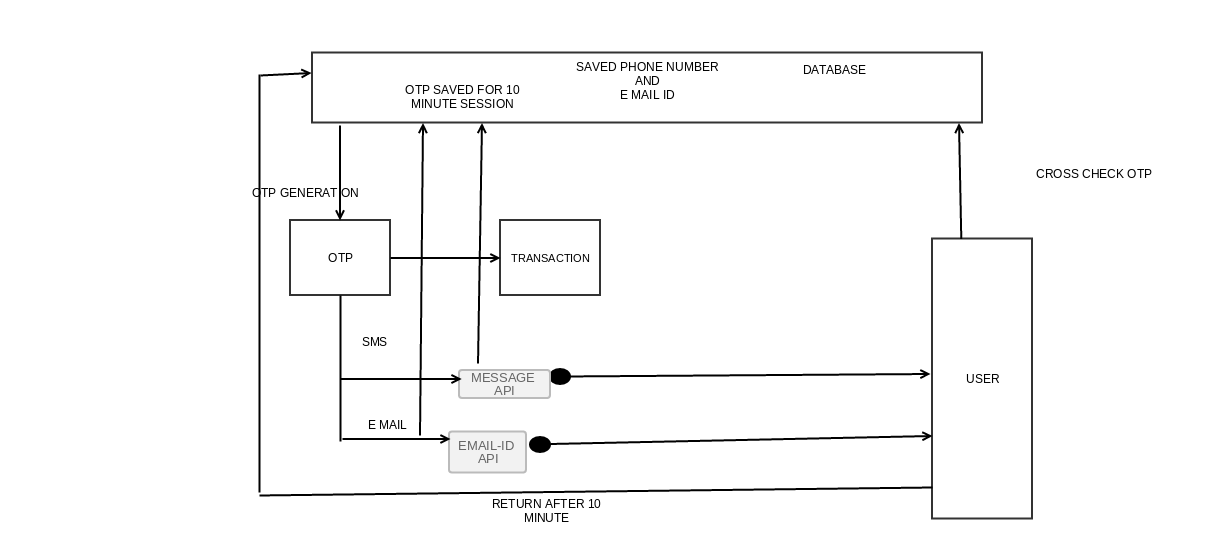 SAVED PHONE NUMBER
AND
E MAIL ID
DATABASE
OTP SAVED FOR 10
MINUTE SESSION
CROSS CHECK OTP
OTP GENERATION
OTP
TRANSACTION
SMS
MESSAGE
API
USER
E MAIL
EMAIL-ID
API
RETURN AFTER 10
MINUTE